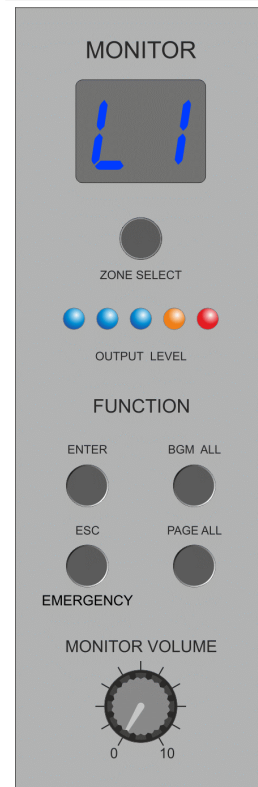 MONITOR
L1
ZONE SELECT
OUTPUT LEVEL
FUNCTION
ENTER BGM ALL
ESC PAGE ALL
EMERGENCY
MONITOR VOLUME
0 10